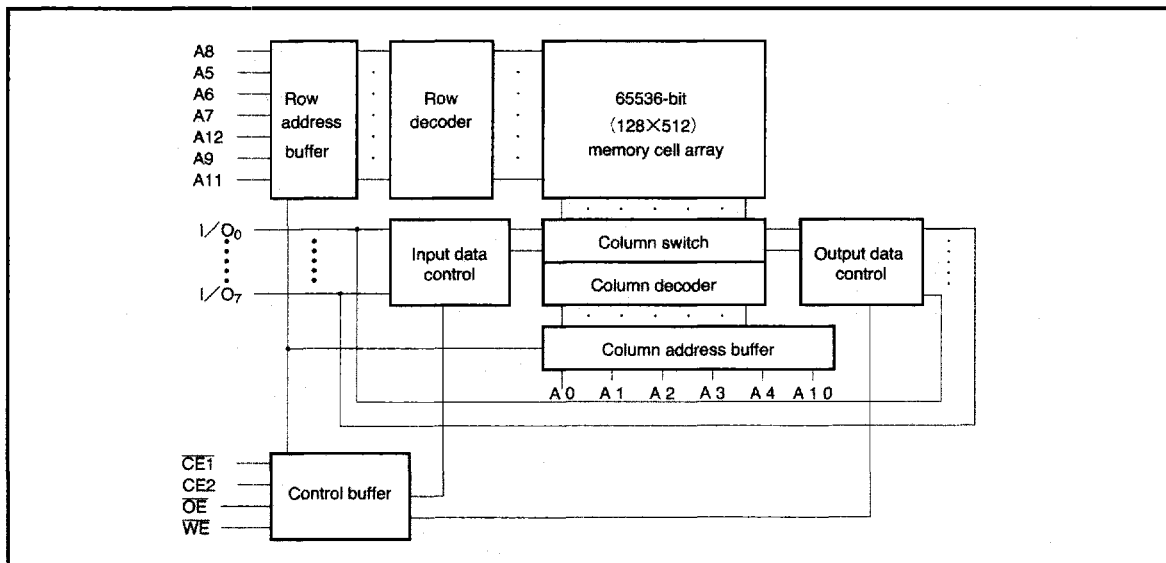 A8
A5
A6
A7
A12
A9
A11
Row
address
buffer
Row
decoder
65536-bit
(128×512)
memory cell array
I/O0
I/O7
Input data
control
Column switch
Column decoder
Output data
control
Column address buffer
A0 A1 A2 A3 A4 A10
CE1
CE2
OE
WE
Control buffer